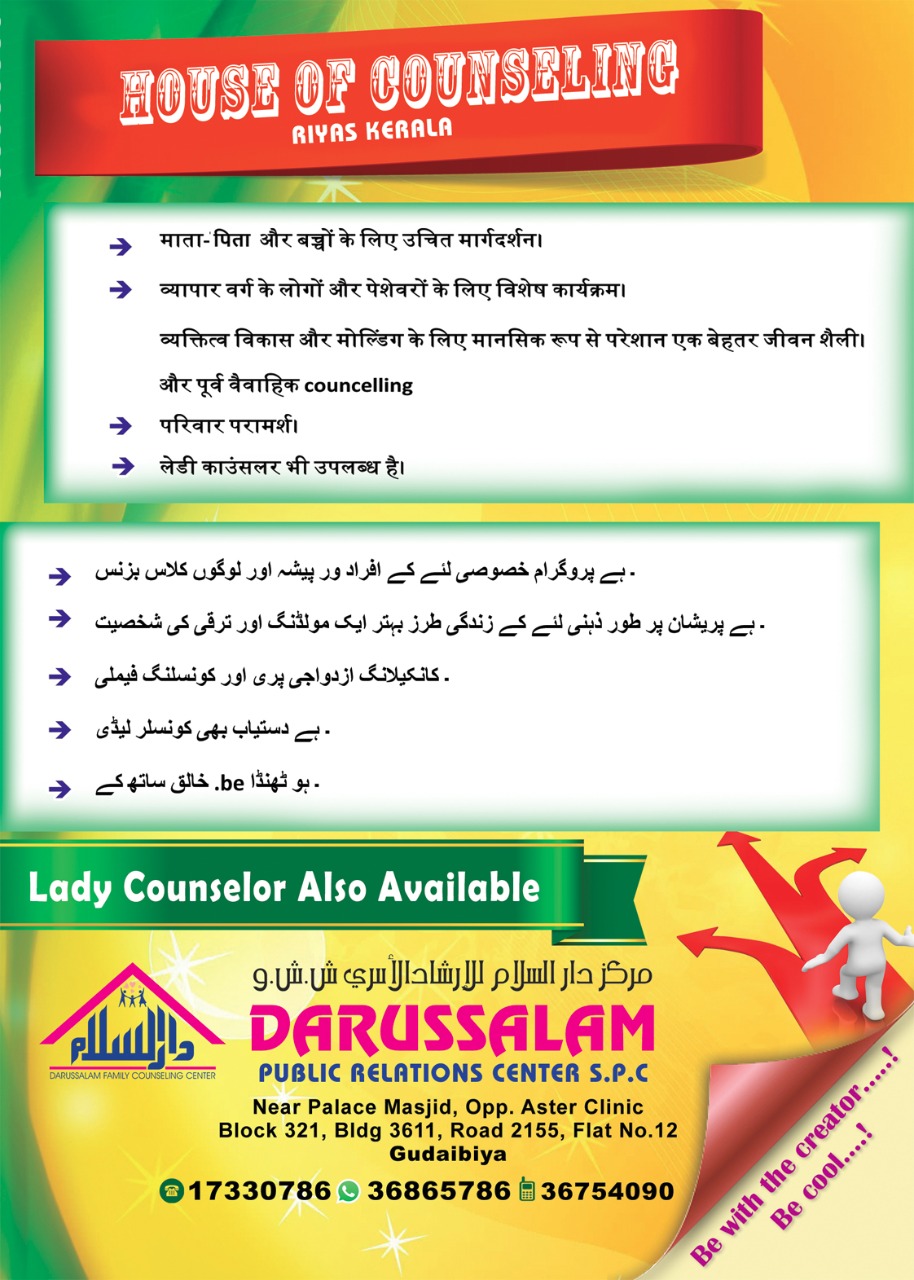 HOUSE OF COUNSELING
RIYAS KERALA
माता-पिता और बच्चों के लिए उचित मार्गदर्शन।
व्यापार वर्ग के लोगों और पेशेवरों के लिए विशेष कार्यक्रम।
व्यक्तित्व विकास और मोल्डिंग के लिए मानसिक रूप से परेशान एक बेहतर जीवन शैली।
और पूर्व वैवाहिक councelling
परिवार परामर्श।
लेडी काउंसलर भी उपलब्ध है।
۔ ہے پروگرام خصوصی لئے کے افراد ور پیشہ اور لوگوں کلاس بزنس
۔ ہے پریشان پر طور ذہنی لئے کے زندگی طرز بہتر ایک مولڈنگ اور ترقی کی شخصیت
۔ کانکیلانگ ازدواجی پری اور کونسلنگ فیملی
۔ ہے دستیاب بھی کونسلر لیڈی
۔ ہو ٹھنڈا be. خالق ساتھ کے
Lady Counselor Also Available
مركز دار السلام للارشاد الأسري ش.ش.و
دار السلام
DARUSSALAM FAMILY COUNSELING CENTER
DARUSSALAM
PUBLIC RELATIONS CENTER S.P.C
Near Palace Masjid, Opp. Aster Clinic
Block 321, Bldg 3611, Road 2155, Flat No.12
Gudaibiya
17330786 36865786 36754090
Be with the creator.....!
Be cool....!